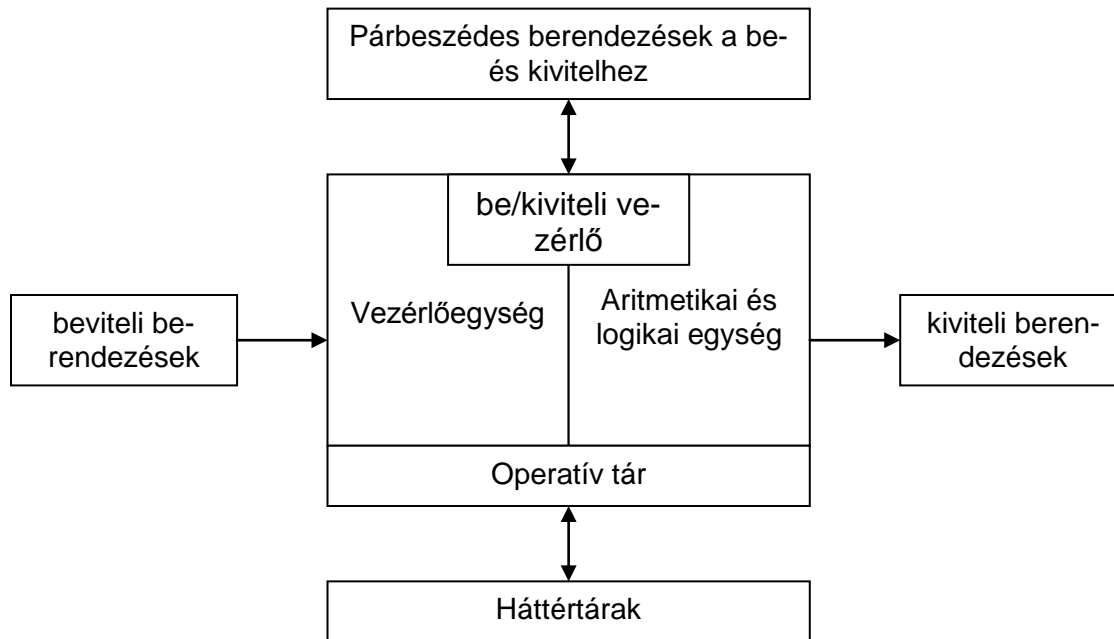 Párbeszédes berendezések a be-
és kivitelhez
be/kiviteli ve-
zérlő
Vezérlőegység
Aritmetikai és
logikai egység
beviteli be-
rendezések
kiviteli beren-
dezések
Operatív tár
Háttértárak